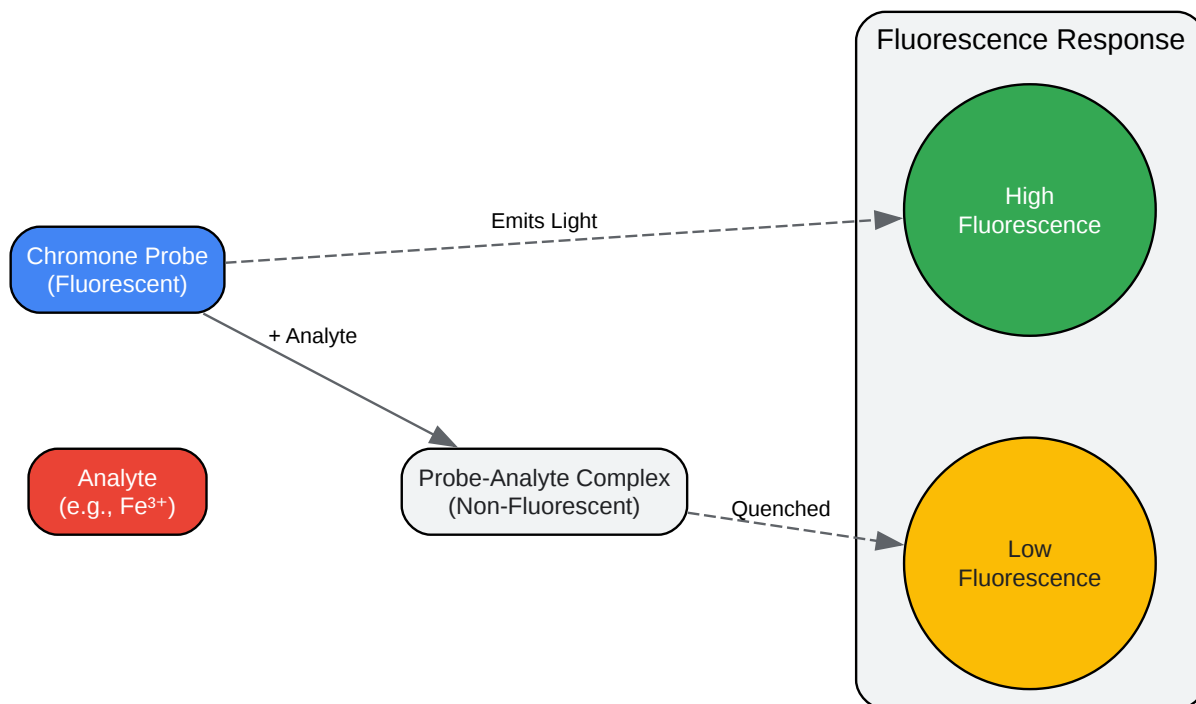 Fluorescence Response
High
Fluorescence
Emits Light
Chromone Probe
(Fluorescent)
+ Analyte
Analyte
(e.g., Fe³⁺)
Probe-Analyte Complex
(Non-Fluorescent)
Quenched
Low
Fluorescence